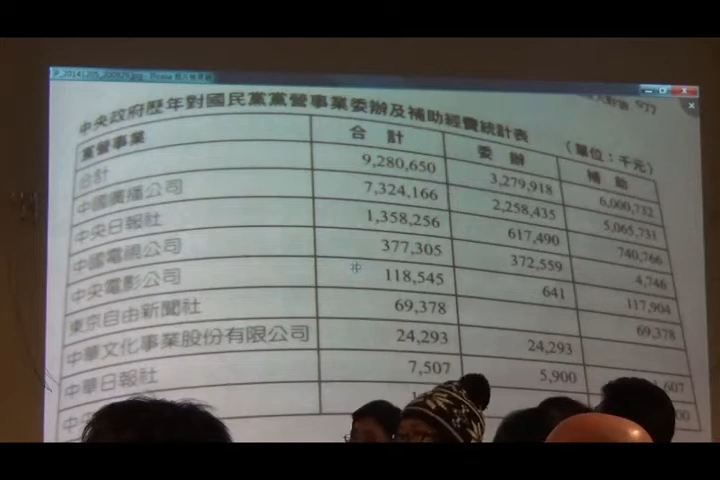 中央政府歷年對國民黨黨營事業委辦及補助經費統計表
(單位：千元)
黨營事業 合計 委辦 補助
合計 9,280,650 3,279,918 6,000,732
中國廣播公司 7,324,166 2,258,435 5,065,731
中央日報社 1,358,256 617,490 740,766
中國電視公司 377,305 372,559 4,746
中央電影公司 118,545 641 117,904
東京自由新聞社 69,378 69,378
中華文化事業股份有限公司 24,293 24,293
中華日報社 7,507 5,900